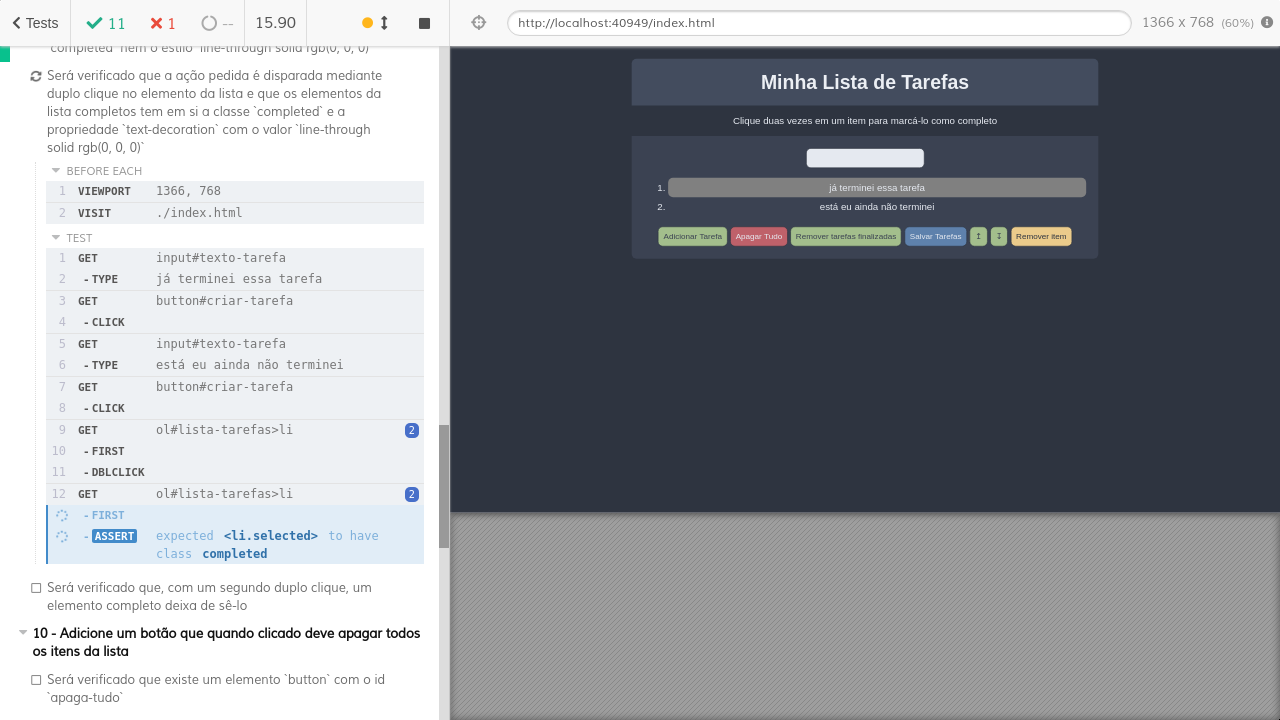 Tests
11
1
--
15.90
`completed` nem o estilo `line-through solid rgb(0, 0, 0)`
Será verificado que a ação pedida é disparada mediante
duplo clique no elemento da lista e que os elementos da
lista completos tem em si a classe `completed` e a
propriedade `text-decoration` com o valor `line-through
solid rgb(0, 0, 0)`
BEFORE EACH
1 VIEWPORT 1366, 768
2 VISIT ./index.html
TEST
1 GET input#texto-tarefa
2 -TYPE já terminei essa tarefa
3 GET button#criar-tarefa
4 -CLICK
5 GET input#texto-tarefa
6 -TYPE está eu ainda não terminei
7 GET button#criar-tarefa
8 -CLICK
9 GET ol#lista-tarefas>li 2
10 -FIRST
11 -DBLCLICK
12 GET ol#lista-tarefas>li 2
-FIRST
-ASSERT expected <li.selected> to have
class completed
Será verificado que, com um segundo duplo clique, um
elemento completo deixa de sê-lo
10 - Adicione um botão que quando clicado deve apagar todos
os itens da lista
Será verificado que existe um elemento `button` com o id
`apaga-tudo`
http://localhost:40949/index.html
1366 x 768 (60%)
Minha Lista de Tarefas
Clique duas vezes em um item para marcá-lo como completo
1. já terminei essa tarefa
2. está eu ainda não terminei
Adicionar Tarefa Apagar Tudo Remover tarefas finalizadas Salvar Tarefas ↥ ↧ Remover item